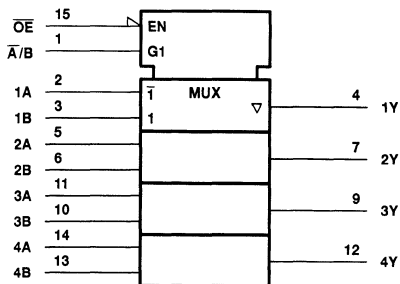 O̅E̅ 15 EN
A̅/B 1 G1
MUX
1A 2 1̅ 4 1Y
1B 3 1
2A 5 7 2Y
2B 6
3A 11 9 3Y
3B 10
4A 14 12 4Y
4B 13